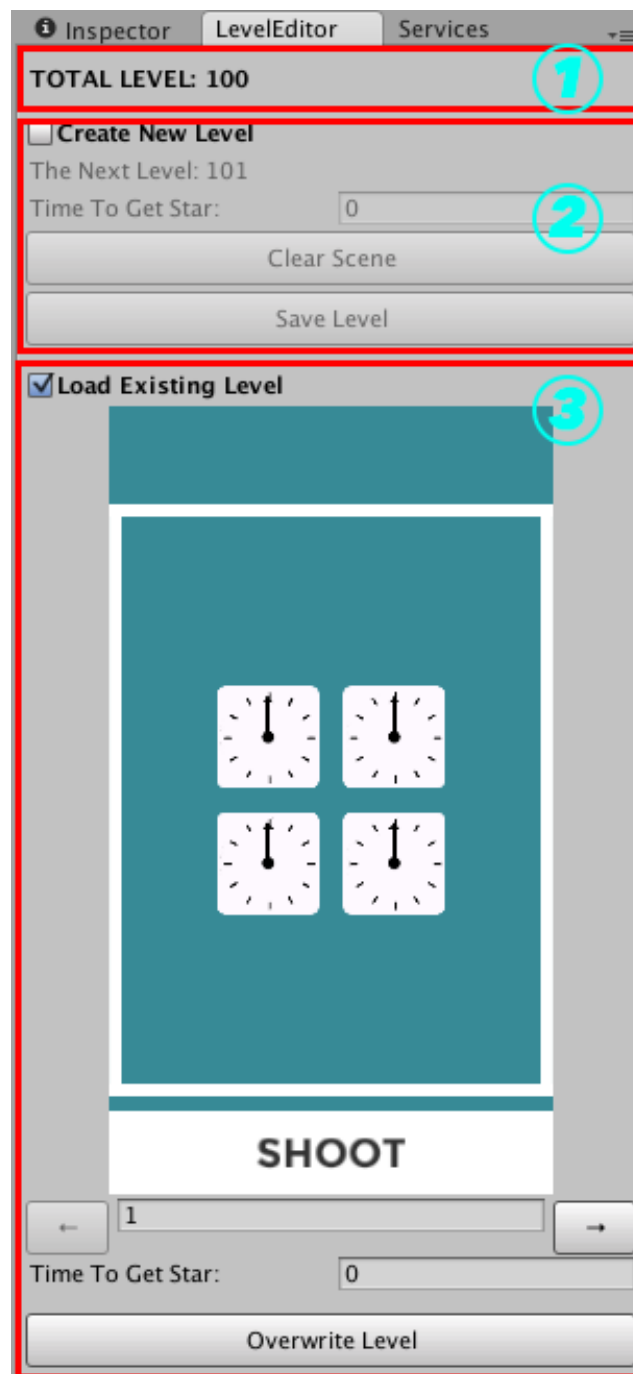 Inspector LevelEditor Services
TOTAL LEVEL: 100
1
Create New Level
The Next Level: 101
Time To Get Star: 0
2
Clear Scene
Save Level
Load Existing Level
3
SHOOT
← 1 →
Time To Get Star: 0
Overwrite Level